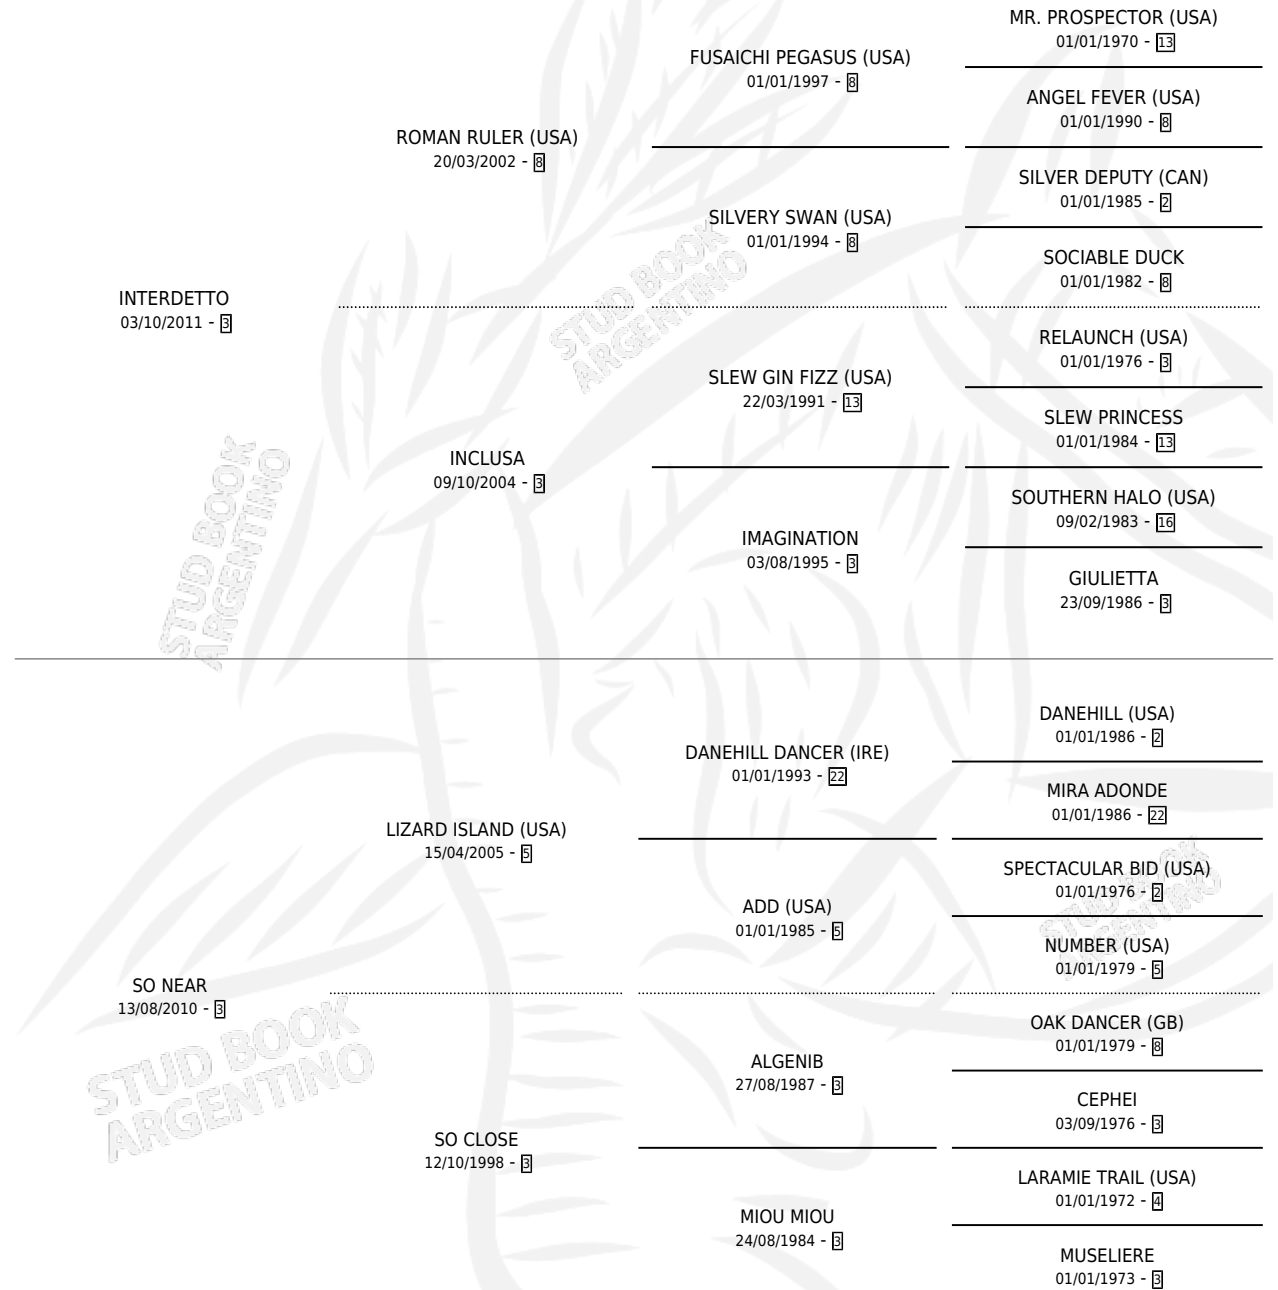 MR. PROSPECTOR (USA)
01/01/1970 - 13
FUSAICHI PEGASUS (USA)
01/01/1997 - 8
ANGEL FEVER (USA)
01/01/1990 - 8
ROMAN RULER (USA)
20/03/2002 - 8
SILVER DEPUTY (CAN)
01/01/1985 - 2
SILVERY SWAN (USA)
01/01/1994 - 8
SOCIABLE DUCK
01/01/1982 - 8
INTERDETTO
03/10/2011 - 3
RELAUNCH (USA)
01/01/1976 - 3
SLEW GIN FIZZ (USA)
22/03/1991 - 13
SLEW PRINCESS
01/01/1984 - 13
INCLUSA
09/10/2004 - 3
SOUTHERN HALO (USA)
09/02/1983 - 16
IMAGINATION
03/08/1995 - 3
GIULIETTA
23/09/1986 - 3
STUD BOOK
ARGENTINO
STUD BOOK
ARGENTINO
DANEHILL (USA)
01/01/1986 - 2
DANEHILL DANCER (IRE)
01/01/1993 - 22
MIRA ADONDE
01/01/1986 - 22
LIZARD ISLAND (USA)
15/04/2005 - 5
SPECTACULAR BID (USA)
01/01/1976 - 2
ADD (USA)
01/01/1985 - 5
NUMBER (USA)
01/01/1979 - 5
STUD BOOK
ARGENTINO
SO NEAR
13/08/2010 - 3
OAK DANCER (GB)
01/01/1979 - 8
ALGENIB
27/08/1987 - 3
CEPHEI
03/09/1976 - 3
SO CLOSE
12/10/1998 - 3
LARAMIE TRAIL (USA)
01/01/1972 - 4
MIOU MIOU
24/08/1984 - 3
MUSELIERE
01/01/1973 - 3
STUD BOOK
ARGENTINO